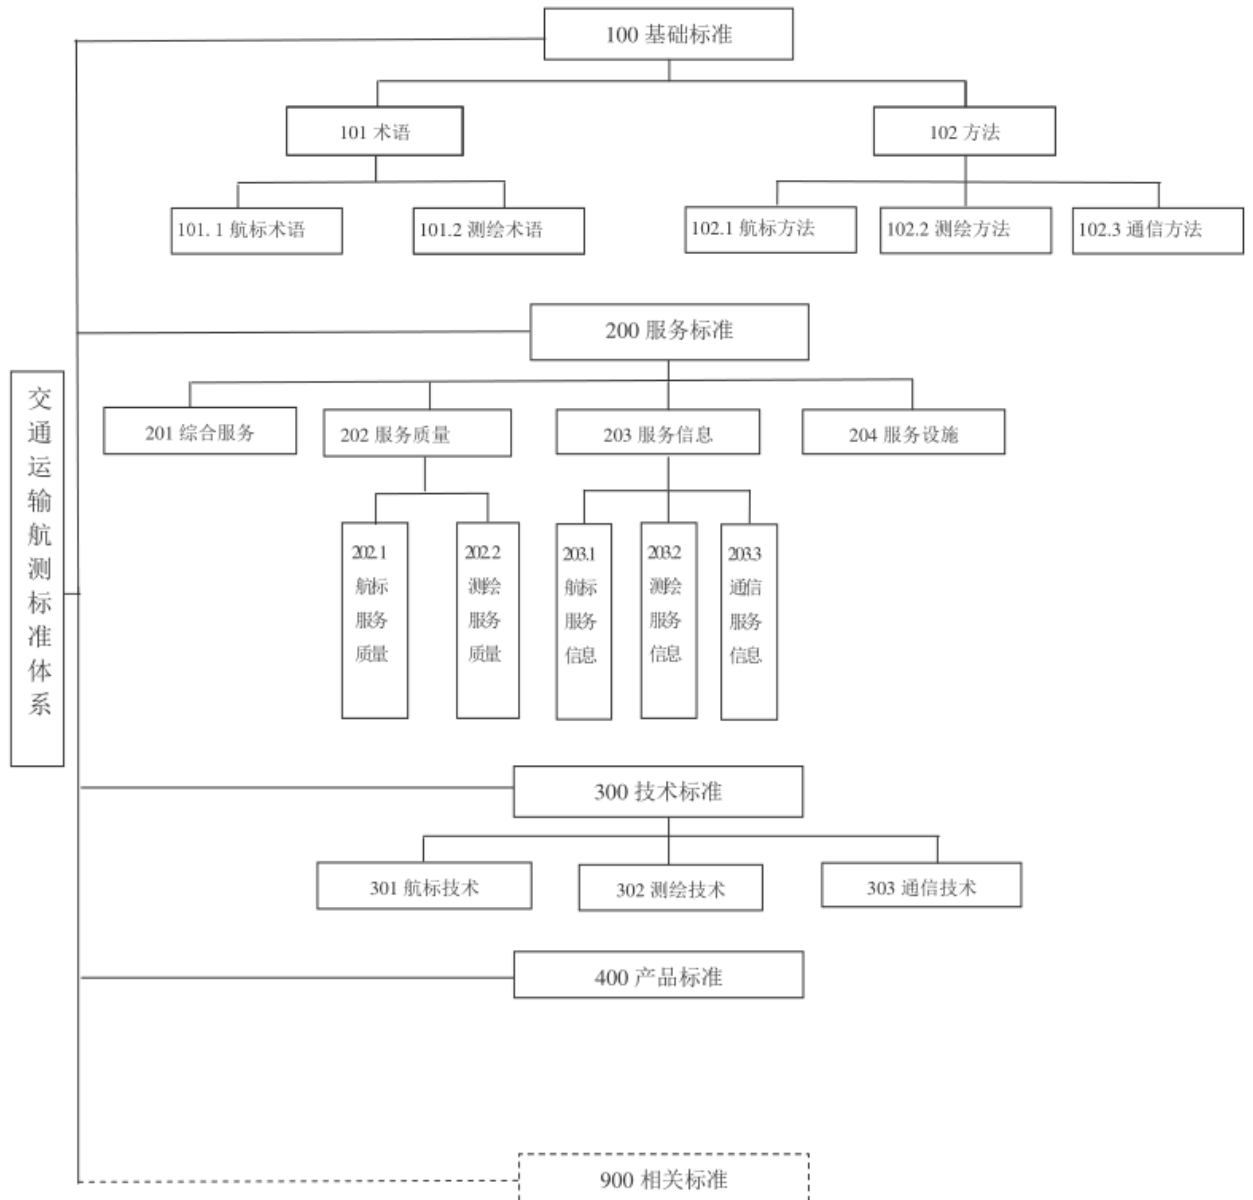 100 基础标准
101 术语
102 方法
101. 1 航标术语
101.2 测绘术语
102.1 航标方法
102.2 测绘方法
102.3 通信方法
200 服务标准
交通运输航测标准体系
201 综合服务
202 服务质量
203 服务信息
204 服务设施
202.1
航标
服务
质量
202.2
测绘
服务
质量
203.1
航标
服务
信息
203.2
测绘
服务
信息
203.3
通信
服务
信息
300 技术标准
301 航标技术
302 测绘技术
303 通信技术
400 产品标准
900 相关标准